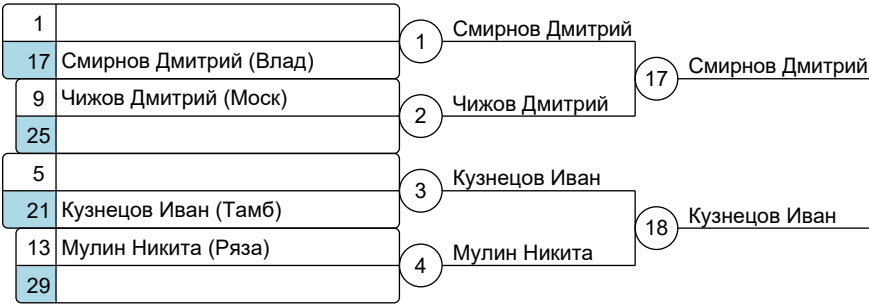 1
17 Смирнов Дмитрий (Влад)
1 Смирнов Дмитрий
9 Чижов Дмитрий (Моск)
25
2 Чижов Дмитрий
17 Смирнов Дмитрий
5
21 Кузнецов Иван (Тамб)
3 Кузнецов Иван
13 Мулин Никита (Ряза)
29
4 Мулин Никита
18 Кузнецов Иван